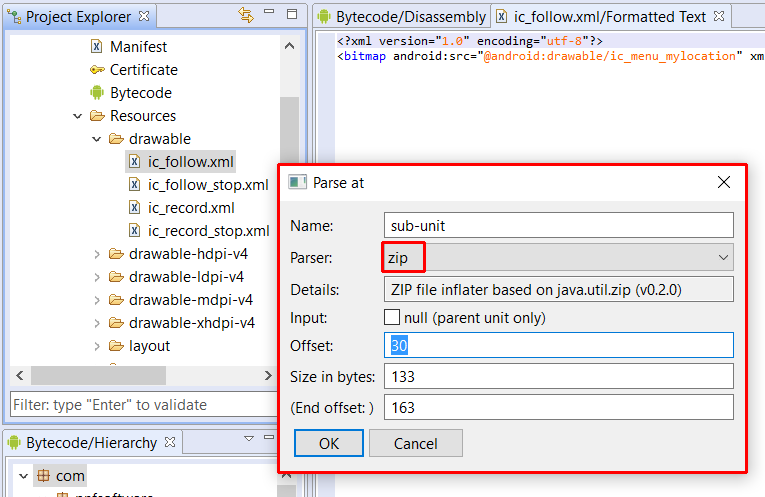 Project Explorer
Manifest
Certificate
Bytecode
Resources
drawable
ic_follow.xml
ic_follow_stop.xml
ic_record.xml
ic_record_stop.xml
drawable-hdpi-v4
drawable-ldpi-v4
drawable-mdpi-v4
drawable-xhdpi-v4
layout
Filter: type "Enter" to validate
Bytecode/Hierarchy
com
Bytecode/Disassembly
ic_follow.xml/Formatted Text
<?xml version="1.0" encoding="utf-8"?>
<bitmap android:src="@android:drawable/ic_menu_mylocation" xm
Parse at
Name: sub-unit
Parser: zip
Details: ZIP file inflater based on java.util.zip (v0.2.0)
Input: null (parent unit only)
Offset: 30
Size in bytes: 133
(End offset: ) 163
OK Cancel